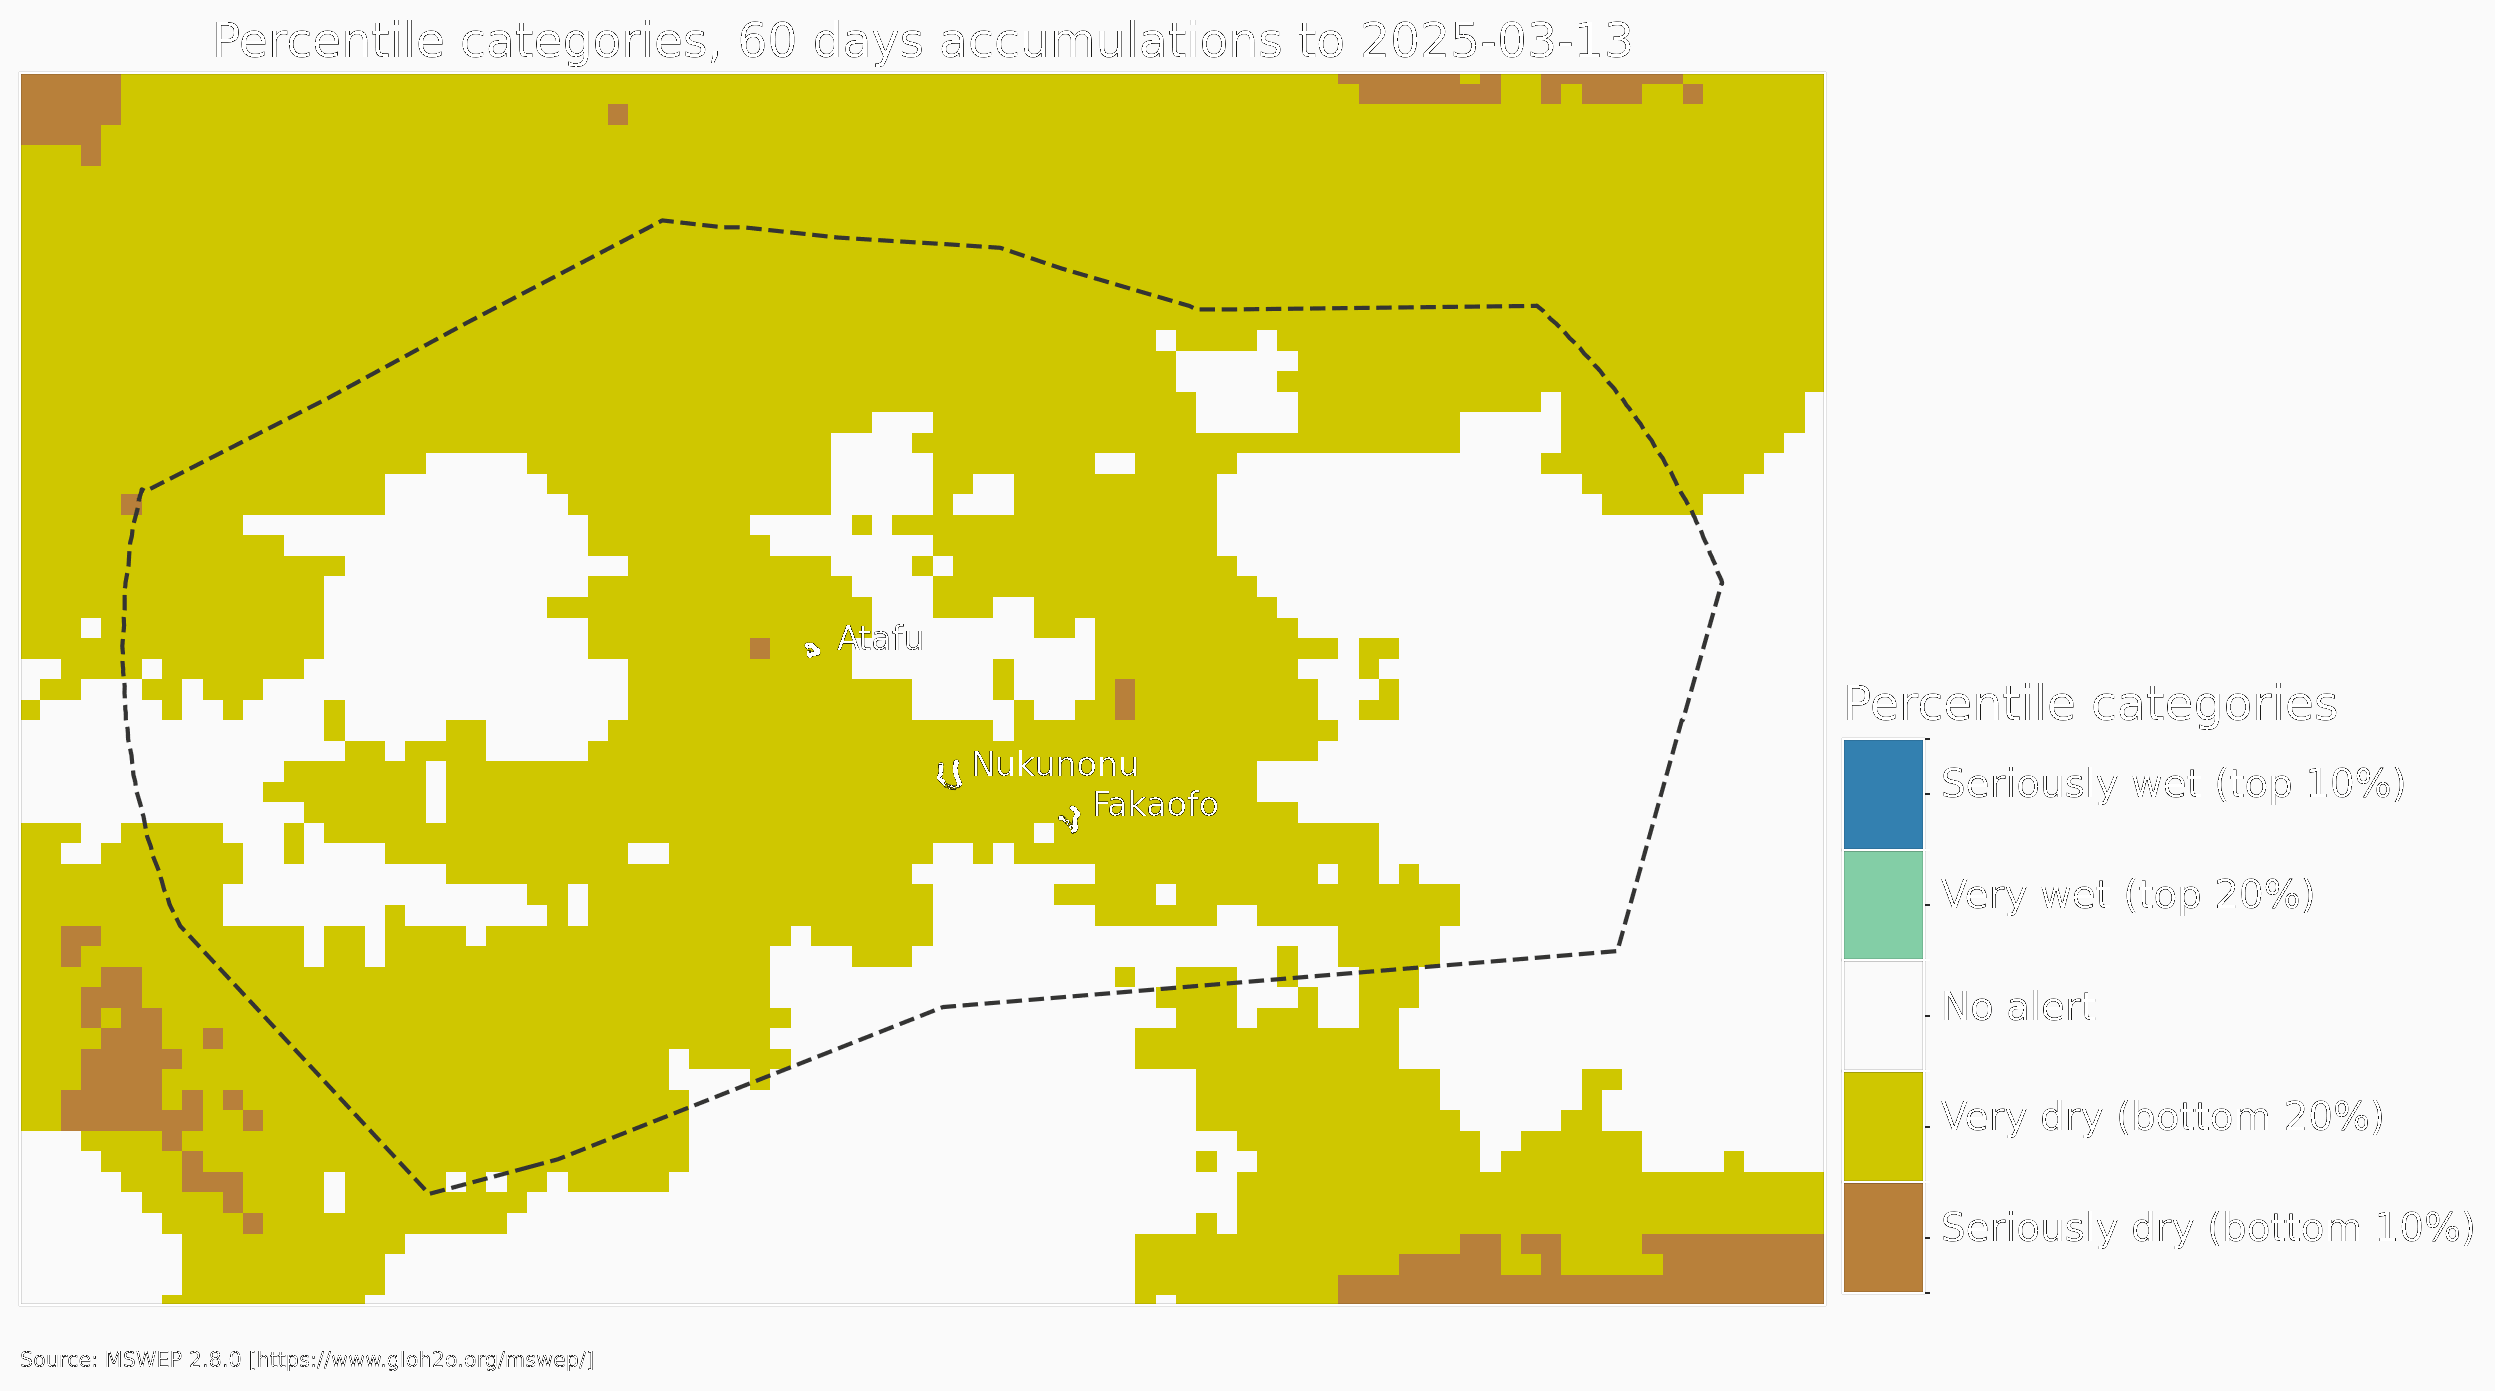 Percentile categories, 60 days accumulations to 2025-03-13
Atafu
Nukunonu
Fakaofo
Percentile categories
Seriously wet (top 10%)
Very wet (top 20%)
No alert
Very dry (bottom 20%)
Seriously dry (bottom 10%)
Source: MSWEP 2.8.0 [https://www.gloh2o.org/mswep/]